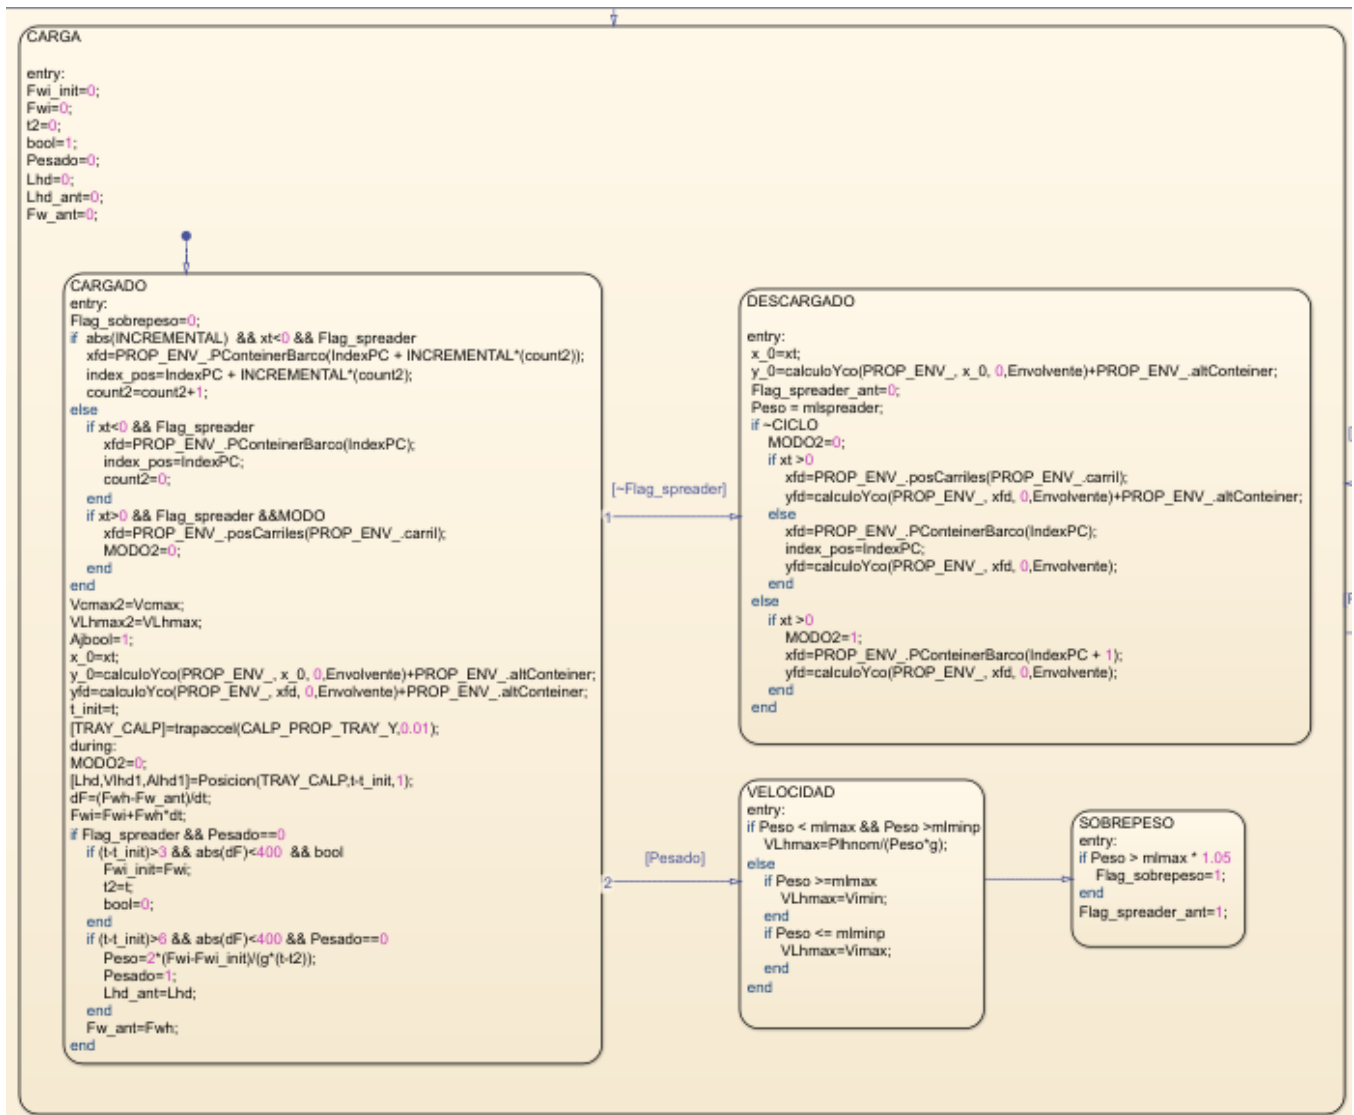 CARGA
entry:
Fwi_init=0;
Fwi=0;
t2=0;
bool=1;
Pesado=0;
Lhd=0;
Lhd_ant=0;
Fw_ant=0;
CARGADO
entry:
Flag_sobrepeso=0;
if abs(INCREMENTAL) && xt<0 && Flag_spreader
xfd=PROP_ENV_.PConteinerBarco(IndexPC + INCREMENTAL*(count2));
index_pos=IndexPC + INCREMENTAL*(count2);
count2=count2+1;
else
if xt<0 && Flag_spreader
xfd=PROP_ENV_.PConteinerBarco(IndexPC);
index_pos=IndexPC;
count2=0;
end
if xt>0 && Flag_spreader &&MODO
xfd=PROP_ENV_.posCarriles(PROP_ENV_.carril);
MODO2=0;
end
end
Vcmax2=Vcmax;
VLhmax2=VLhmax;
Ajbool=1;
x_0=xt;
y_0=calculoYco(PROP_ENV_, x_0, 0,Envolvente)+PROP_ENV_.altConteiner;
yfd=calculoYco(PROP_ENV_, xfd, 0,Envolvente)+PROP_ENV_.altConteiner;
t_init=t;
[TRAY_CALP]=trapaccel(CALP_PROP_TRAY_Y,0.01);
during:
MODO2=0;
[Lhd,Vlhd1,Alhd1]=Posicion(TRAY_CALP,t-t_init,1);
dF=(Fwh-Fw_ant)/dt;
Fwi=Fwi+Fwh*dt;
if Flag_spreader && Pesado==0
if (t-t_init)>3 && abs(dF)<400 && bool
Fwi_init=Fwi;
t2=t;
bool=0;
end
if (t-t_init)>6 && abs(dF)<400 && Pesado==0
Peso=2*(Fwi-Fwi_init)/(g*(t-t2));
Pesado=1;
Lhd_ant=Lhd;
end
Fw_ant=Fwh;
end
[~Flag_spreader]
1
[Pesado]
2
DESCARGADO
entry:
x_0=xt;
y_0=calculoYco(PROP_ENV_, x_0, 0,Envolvente)+PROP_ENV_.altConteiner;
Flag_spreader_ant=0;
Peso = mlspreader;
if ~CICLO
MODO2=0;
if xt >0
xfd=PROP_ENV_.posCarriles(PROP_ENV_.carril);
yfd=calculoYco(PROP_ENV_, xfd, 0,Envolvente)+PROP_ENV_.altConteiner;
else
xfd=PROP_ENV_.PConteinerBarco(IndexPC);
index_pos=IndexPC;
yfd=calculoYco(PROP_ENV_, xfd, 0,Envolvente);
end
else
if xt >0
MODO2=1;
xfd=PROP_ENV_.PConteinerBarco(IndexPC + 1);
yfd=calculoYco(PROP_ENV_, xfd, 0,Envolvente);
end
end
VELOCIDAD
entry:
if Peso < mlmax && Peso >mlminp
VLhmax=Plhnom/(Peso*g);
else
if Peso >=mlmax
VLhmax=Vimin;
end
if Peso <= mlminp
VLhmax=Vimax;
end
end
SOBREPESO
entry:
if Peso > mlmax * 1.05
Flag_sobrepeso=1;
end
Flag_spreader_ant=1;